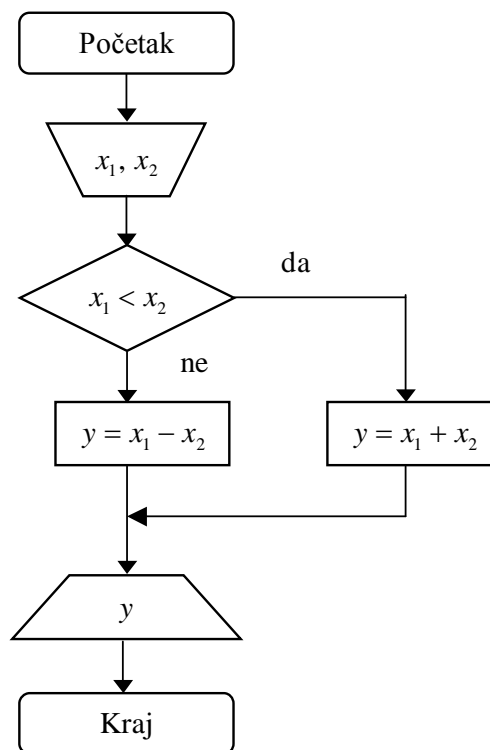 Početak
x₁, x₂
da
x₁ < x₂
ne
y = x₁ − x₂
y = x₁ + x₂
y
Kraj